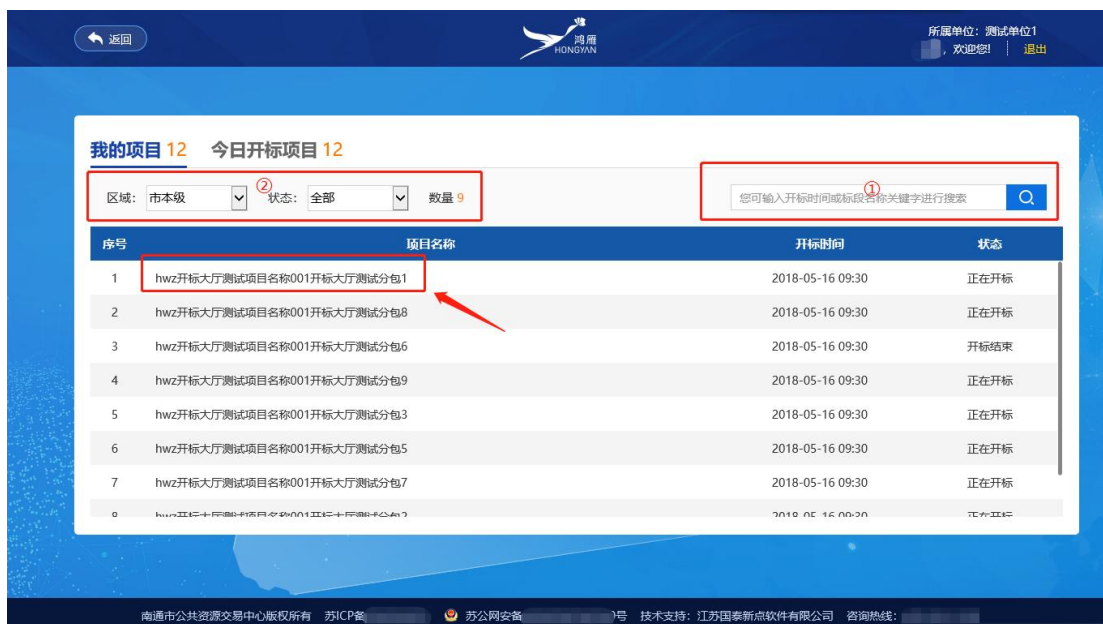 返回
鸿雁
HONGYAN
所属单位：测试单位1
，欢迎您! 退出
我的项目 12 今日开标项目 12
区域： 市本级 ② 状态： 全部 数量 9
您可输入开标时间或标段名称关键字进行搜索 ①
序号 项目名称 开标时间 状态
1 hwz开标大厅测试项目名称001开标大厅测试分包1 2018-05-16 09:30 正在开标
2 hwz开标大厅测试项目名称001开标大厅测试分包8 2018-05-16 09:30 正在开标
3 hwz开标大厅测试项目名称001开标大厅测试分包6 2018-05-16 09:30 开标结束
4 hwz开标大厅测试项目名称001开标大厅测试分包9 2018-05-16 09:30 正在开标
5 hwz开标大厅测试项目名称001开标大厅测试分包3 2018-05-16 09:30 正在开标
6 hwz开标大厅测试项目名称001开标大厅测试分包5 2018-05-16 09:30 正在开标
7 hwz开标大厅测试项目名称001开标大厅测试分包7 2018-05-16 09:30 正在开标
南通市公共资源交易中心版权所有 苏ICP备 苏公网安备 号 技术支持：江苏国泰新点软件有限公司 咨询热线：